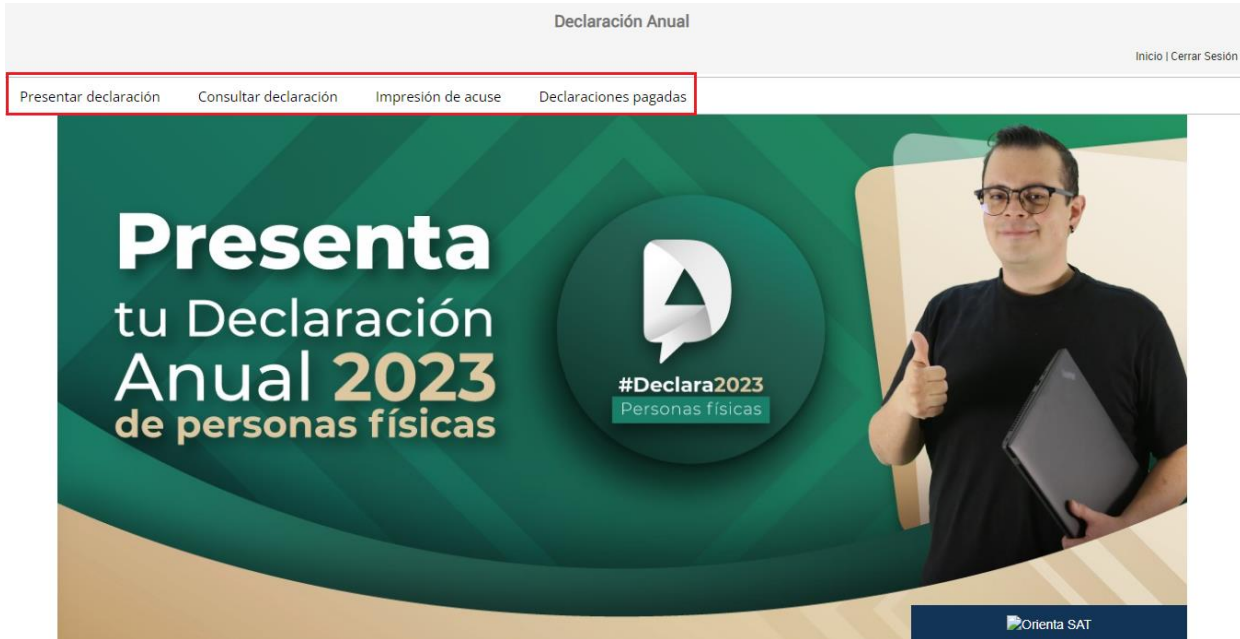 Declaración Anual
Inicio | Cerrar Sesión
Presentar declaración Consultar declaración Impresión de acuse Declaraciones pagadas
Presenta
tu Declaración
Anual 2023
de personas físicas
#Declara2023
Personas físicas
Orienta SAT